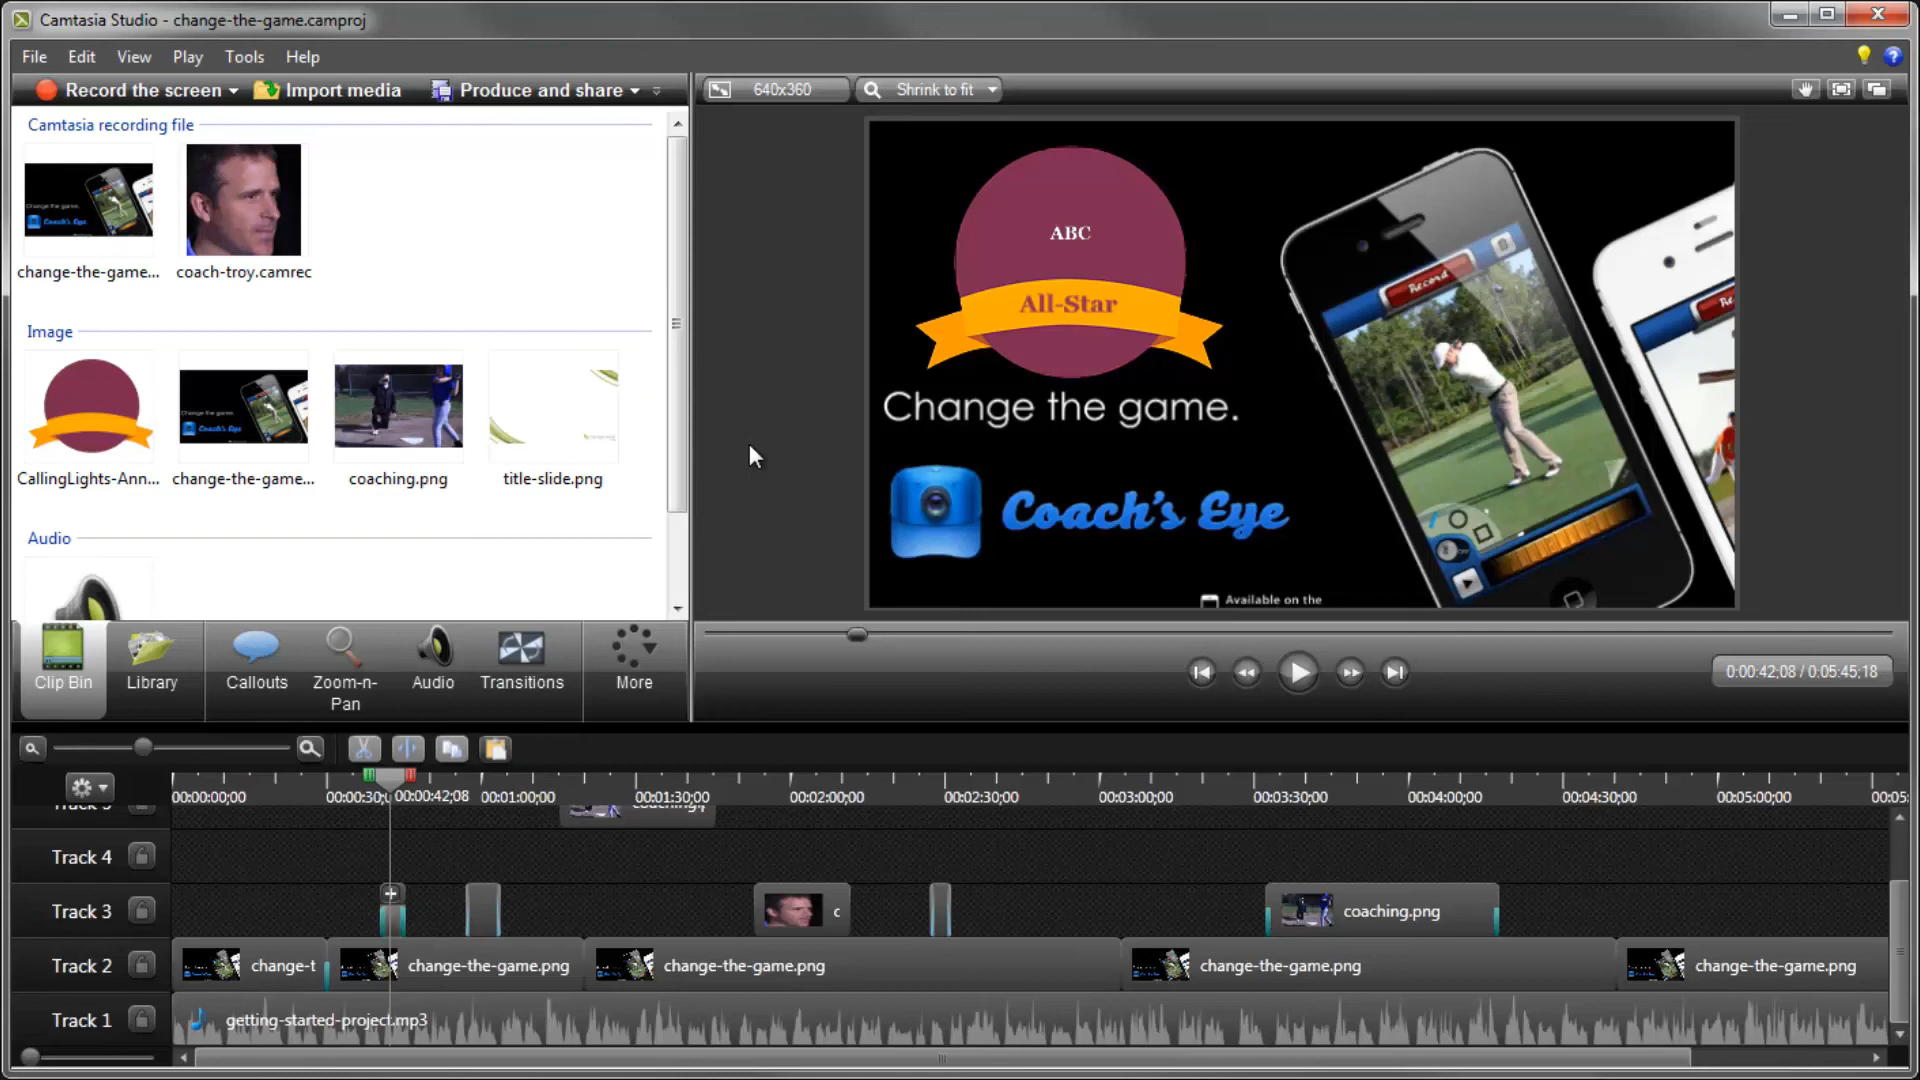 Camtasia Studio - change-the-game.camproj
File Edit View Play Tools Help
Record the screen Import media Produce and share
640x360 Shrink to fit
Camtasia recording file
change-the-game... coach-troy.camrec
Image
CallingLights-Ann... change-the-game... coaching.png title-slide.png
Audio
ABC
All-Star
Change the game.
Coach's Eye
Available on the
Record
Clip Bin Library Callouts Zoom-n-Pan Audio Transitions More
0:00:42;08 / 0:05:45;18
00:00:00;00 00:00:30;0 00:00:42;08 00:01:00;00 00:01:30;00 00:02:00;00 00:02:30;00 00:03:00;00 00:03:30;00 00:04:00;00 00:04:30;00 00:05:00;00 00:05:
Track 4
Track 3 c coaching.png
Track 2 change-t change-the-game.png change-the-game.png change-the-game.png change-the-game.png
Track 1 getting-started-project.mp3